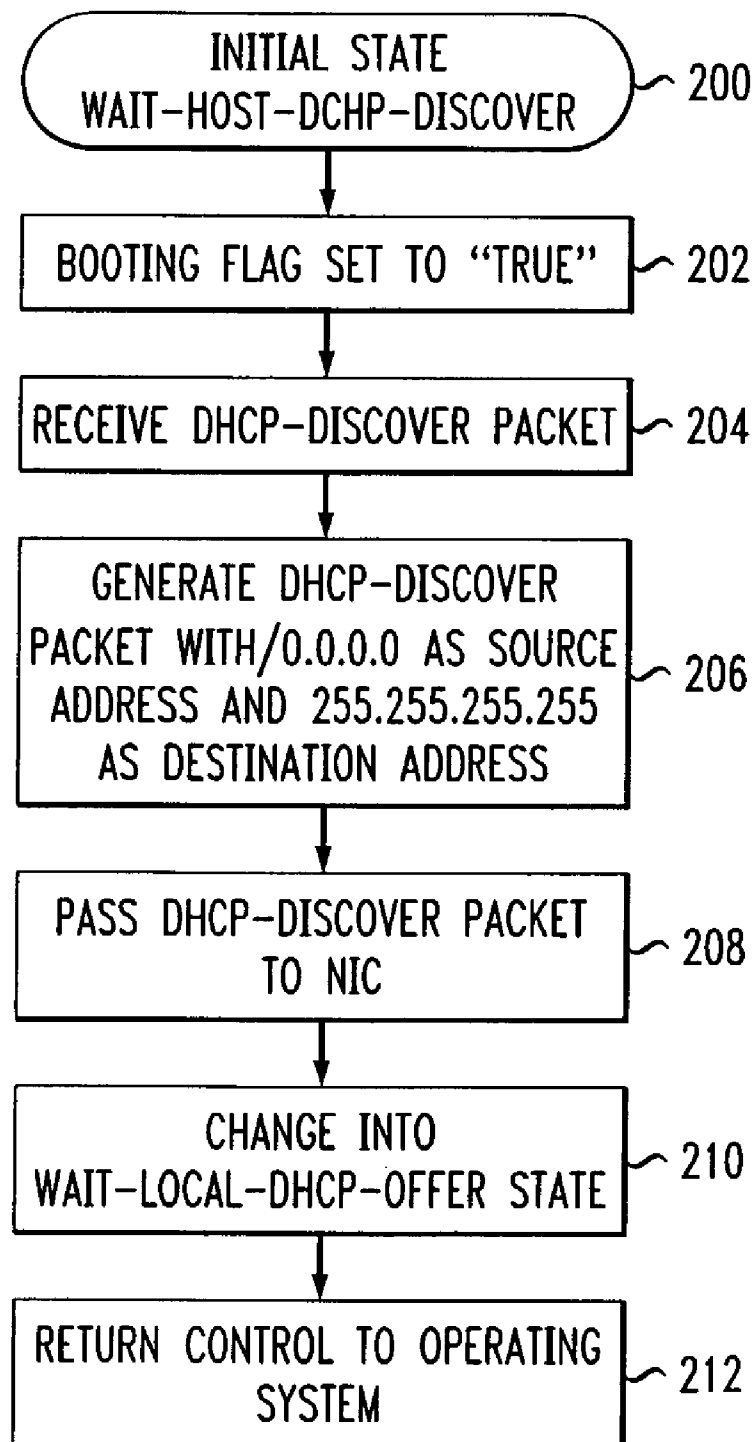 INITIAL STATE
WAIT-HOST-DCHP-DISCOVER
200
BOOTING FLAG SET TO “TRUE”
202
RECEIVE DHCP-DISCOVER PACKET
204
GENERATE DHCP-DISCOVER
PACKET WITH/0.0.0.0 AS SOURCE
ADDRESS AND 255.255.255.255
AS DESTINATION ADDRESS
206
PASS DHCP-DISCOVER PACKET
TO NIC
208
CHANGE INTO
WAIT-LOCAL-DHCP-OFFER STATE
210
RETURN CONTROL TO OPERATING
SYSTEM
212